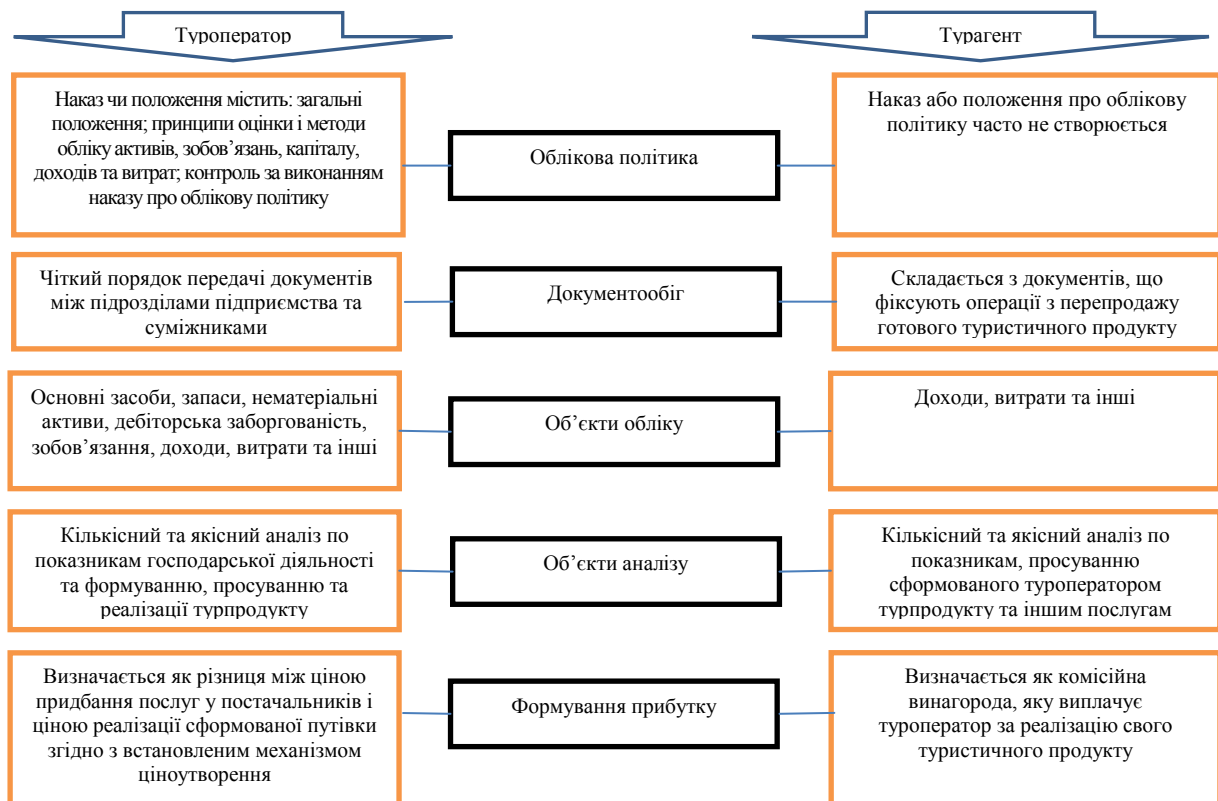 Туроператор
Турагент
Наказ чи положення містить: загальні
положення; принципи оцінки і методи
обліку активів, зобов’язань, капіталу,
доходів та витрат; контроль за виконанням
наказу про облікову політику
Облікова політика
Наказ або положення про облікову
політику часто не створюється
Чіткий порядок передачі документів
між підрозділами підприємства та
суміжниками
Документообіг
Складається з документів, що
фіксують операції з перепродажу
готового туристичного продукту
Основні засоби, запаси, нематеріальні
активи, дебіторська заборгованість,
зобов’язання, доходи, витрати та інші
Об’єкти обліку
Доходи, витрати та інші
Кількісний та якісний аналіз по
показникам господарської діяльності
та формуванню, просуванню та
реалізації турпродукту
Об’єкти аналізу
Кількісний та якісний аналіз по
показникам, просуванню
сформованого туроператором
турпродукту та іншим послугам
Визначається як різниця між ціною
придбання послуг у постачальників і
ціною реалізації сформованої путівки
згідно з встановленим механізмом
ціноутворення
Формування прибутку
Визначається як комісійна
винагорода, яку виплачує
туроператор за реалізацію свого
туристичного продукту